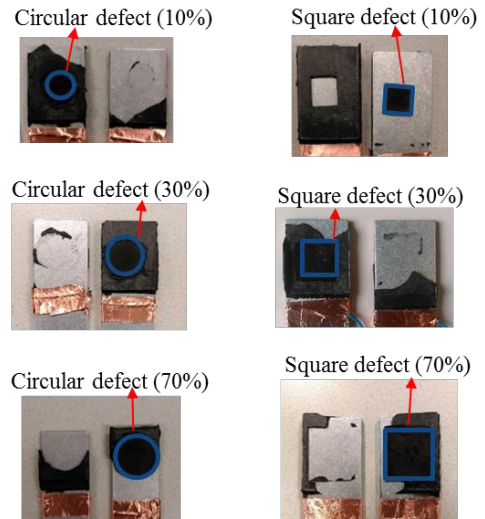 Circular defect (10%)
Square defect (10%)
Circular defect (30%)
Square defect (30%)
Circular defect (70%)
Square defect (70%)